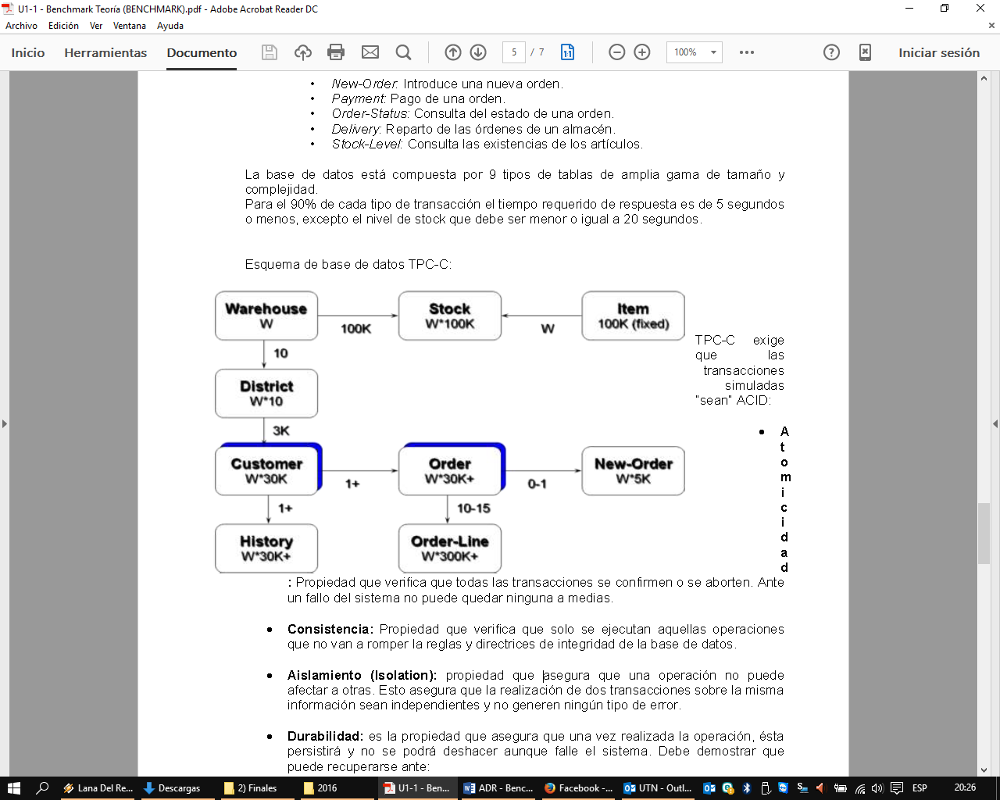 U1-1 - Benchmark Teoría (BENCHMARK).pdf - Adobe Acrobat Reader DC
Archivo Edición Ver Ventana Ayuda
Inicio Herramientas Documento 5 / 7 100% Iniciar sesión
• New-Order: Introduce una nueva orden.
• Payment: Pago de una orden.
• Order-Status: Consulta del estado de una orden.
• Delivery: Reparto de las órdenes de un almacén.
• Stock-Level: Consulta las existencias de los artículos.
La base de datos está compuesta por 9 tipos de tablas de amplia gama de tamaño y
complejidad.
Para el 90% de cada tipo de transacción el tiempo requerido de respuesta es de 5 segundos
o menos, excepto el nivel de stock que debe ser menor o igual a 20 segundos.
Esquema de base de datos TPC-C:
Warehouse
W
100K
Stock
W*100K
W
Item
100K (fixed)
10
District
W*10
3K
Customer
W*30K
1+
Order
W*30K+
0-1
New-Order
W*5K
1+
10-15
History
W*30K+
Order-Line
W*300K+
TPC-C exige
que las
transacciones
simuladas
"sean" ACID:
• A
t
o
m
i
c
i
d
a
d
: Propiedad que verifica que todas las transacciones se confirmen o se aborten. Ante
un fallo del sistema no puede quedar ninguna a medias.
• Consistencia: Propiedad que verifica que solo se ejecutan aquellas operaciones
que no van a romper la reglas y directrices de integridad de la base de datos.
• Aislamiento (Isolation): propiedad que asegura que una operación no puede
afectar a otras. Esto asegura que la realización de dos transacciones sobre la misma
información sean independientes y no generen ningún tipo de error.
• Durabilidad: es la propiedad que asegura que una vez realizada la operación, ésta
persistirá y no se podrá deshacer aunque falle el sistema. Debe demostrar que
puede recuperarse ante:
Lana Del Re... Descargas 2) Finales 2016 U1-1 - Ben... ADR - Benc... Facebook -... UTN - Outl... ESP 20:26